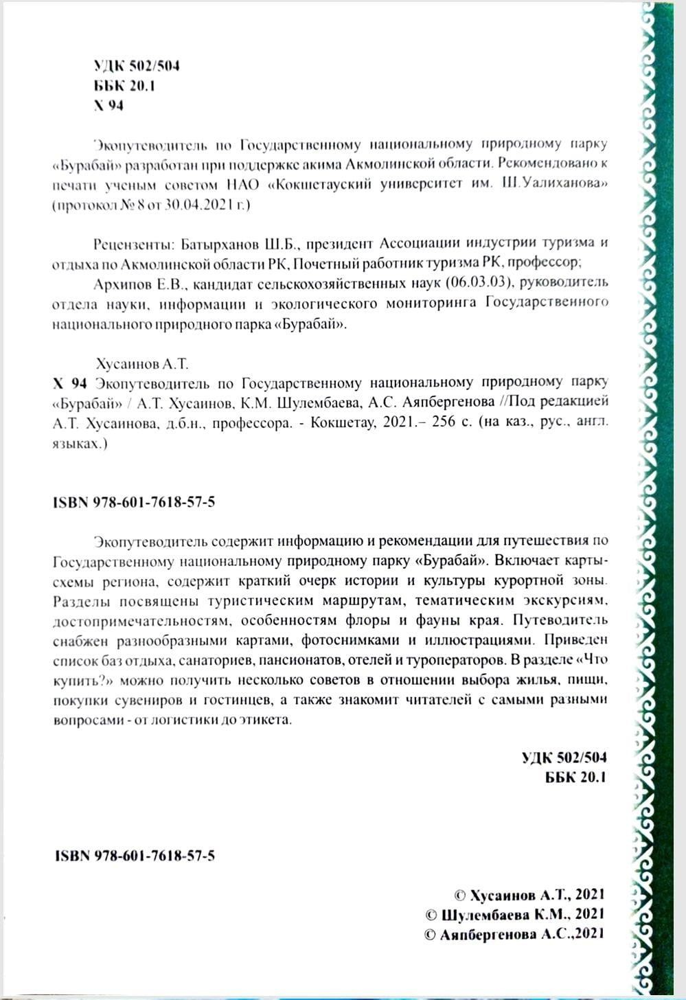 УДК 502/504
ББК 20.1
Х 94
Экопутеводитель по Государственному национальному природному парку
«Бурабай» разработан при поддержке акима Акмолинской области. Рекомендовано к
печати ученым советом НАО «Кокшетауский университет им. Ш.Уалиханова»
(протокол № 8 от 30.04.2021 г.)
Рецензенты: Батырханов Ш.Б., президент Ассоциации индустрии туризма и
отдыха по Акмолинской области РК, Почетный работник туризма РК, профессор;
Архипов Е.В., кандидат сельскохозяйственных наук (06.03.03), руководитель
отдела науки, информации и экологического мониторинга Государственного
национального природного парка «Бурабай».
Хусаинов А.Т.
Х 94 Экопутеводитель по Государственному национальному природному парку
«Бурабай» / А.Т. Хусаинов, К.М. Шулембаева, А.С. Аяпбергенова //Под редакцией
А.Т. Хусаинова, д.б.н., профессора. - Кокшетау, 2021.– 256 с. (на каз., рус., англ.
языках.)
ISBN 978-601-7618-57-5
Экопутеводитель содержит информацию и рекомендации для путешествия по
Государственному национальному природному парку «Бурабай». Включает карты-
схемы региона, содержит краткий очерк истории и культуры курортной зоны.
Разделы посвящены туристическим маршрутам, тематическим экскурсиям,
достопримечательностям, особенностям флоры и фауны края. Путеводитель
снабжен разнообразными картами, фотоснимками и иллюстрациями. Приведен
список баз отдыха, санаториев, пансионатов, отелей и туроператоров. В разделе «Что
купить?» можно получить несколько советов в отношении выбора жилья, пищи,
покупки сувениров и гостинцев, а также знакомит читателей с самыми разными
вопросами - от логистики до этикета.
УДК 502/504
ББК 20.1
ISBN 978-601-7618-57-5
© Хусаинов А.Т., 2021
© Шулембаева К.М., 2021
© Аяпбергенова А.С.,2021